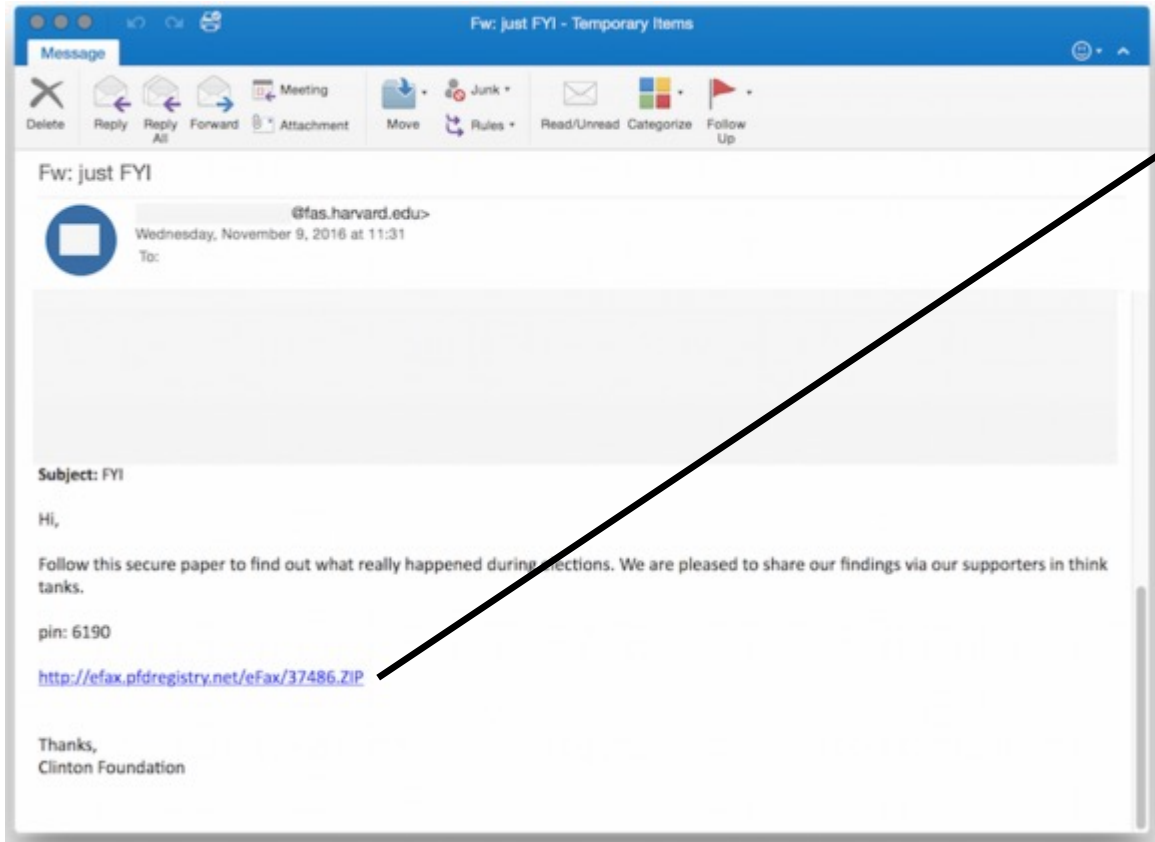 Fw: just FYI - Temporary Items
Message
Delete
Reply
Reply All
Forward
Meeting
Attachment
Move
Junk
Rules
Read/Unread
Categorize
Follow Up
Fw: just FYI
@fas.harvard.edu>
Wednesday, November 9, 2016 at 11:31
To:
Subject: FYI
Hi,
Follow this secure paper to find out what really happened during elections. We are pleased to share our findings via our supporters in think
tanks.
pin: 6190
http://efax.pfdregistry.net/eFax/37486.ZIP
Thanks,
Clinton Foundation